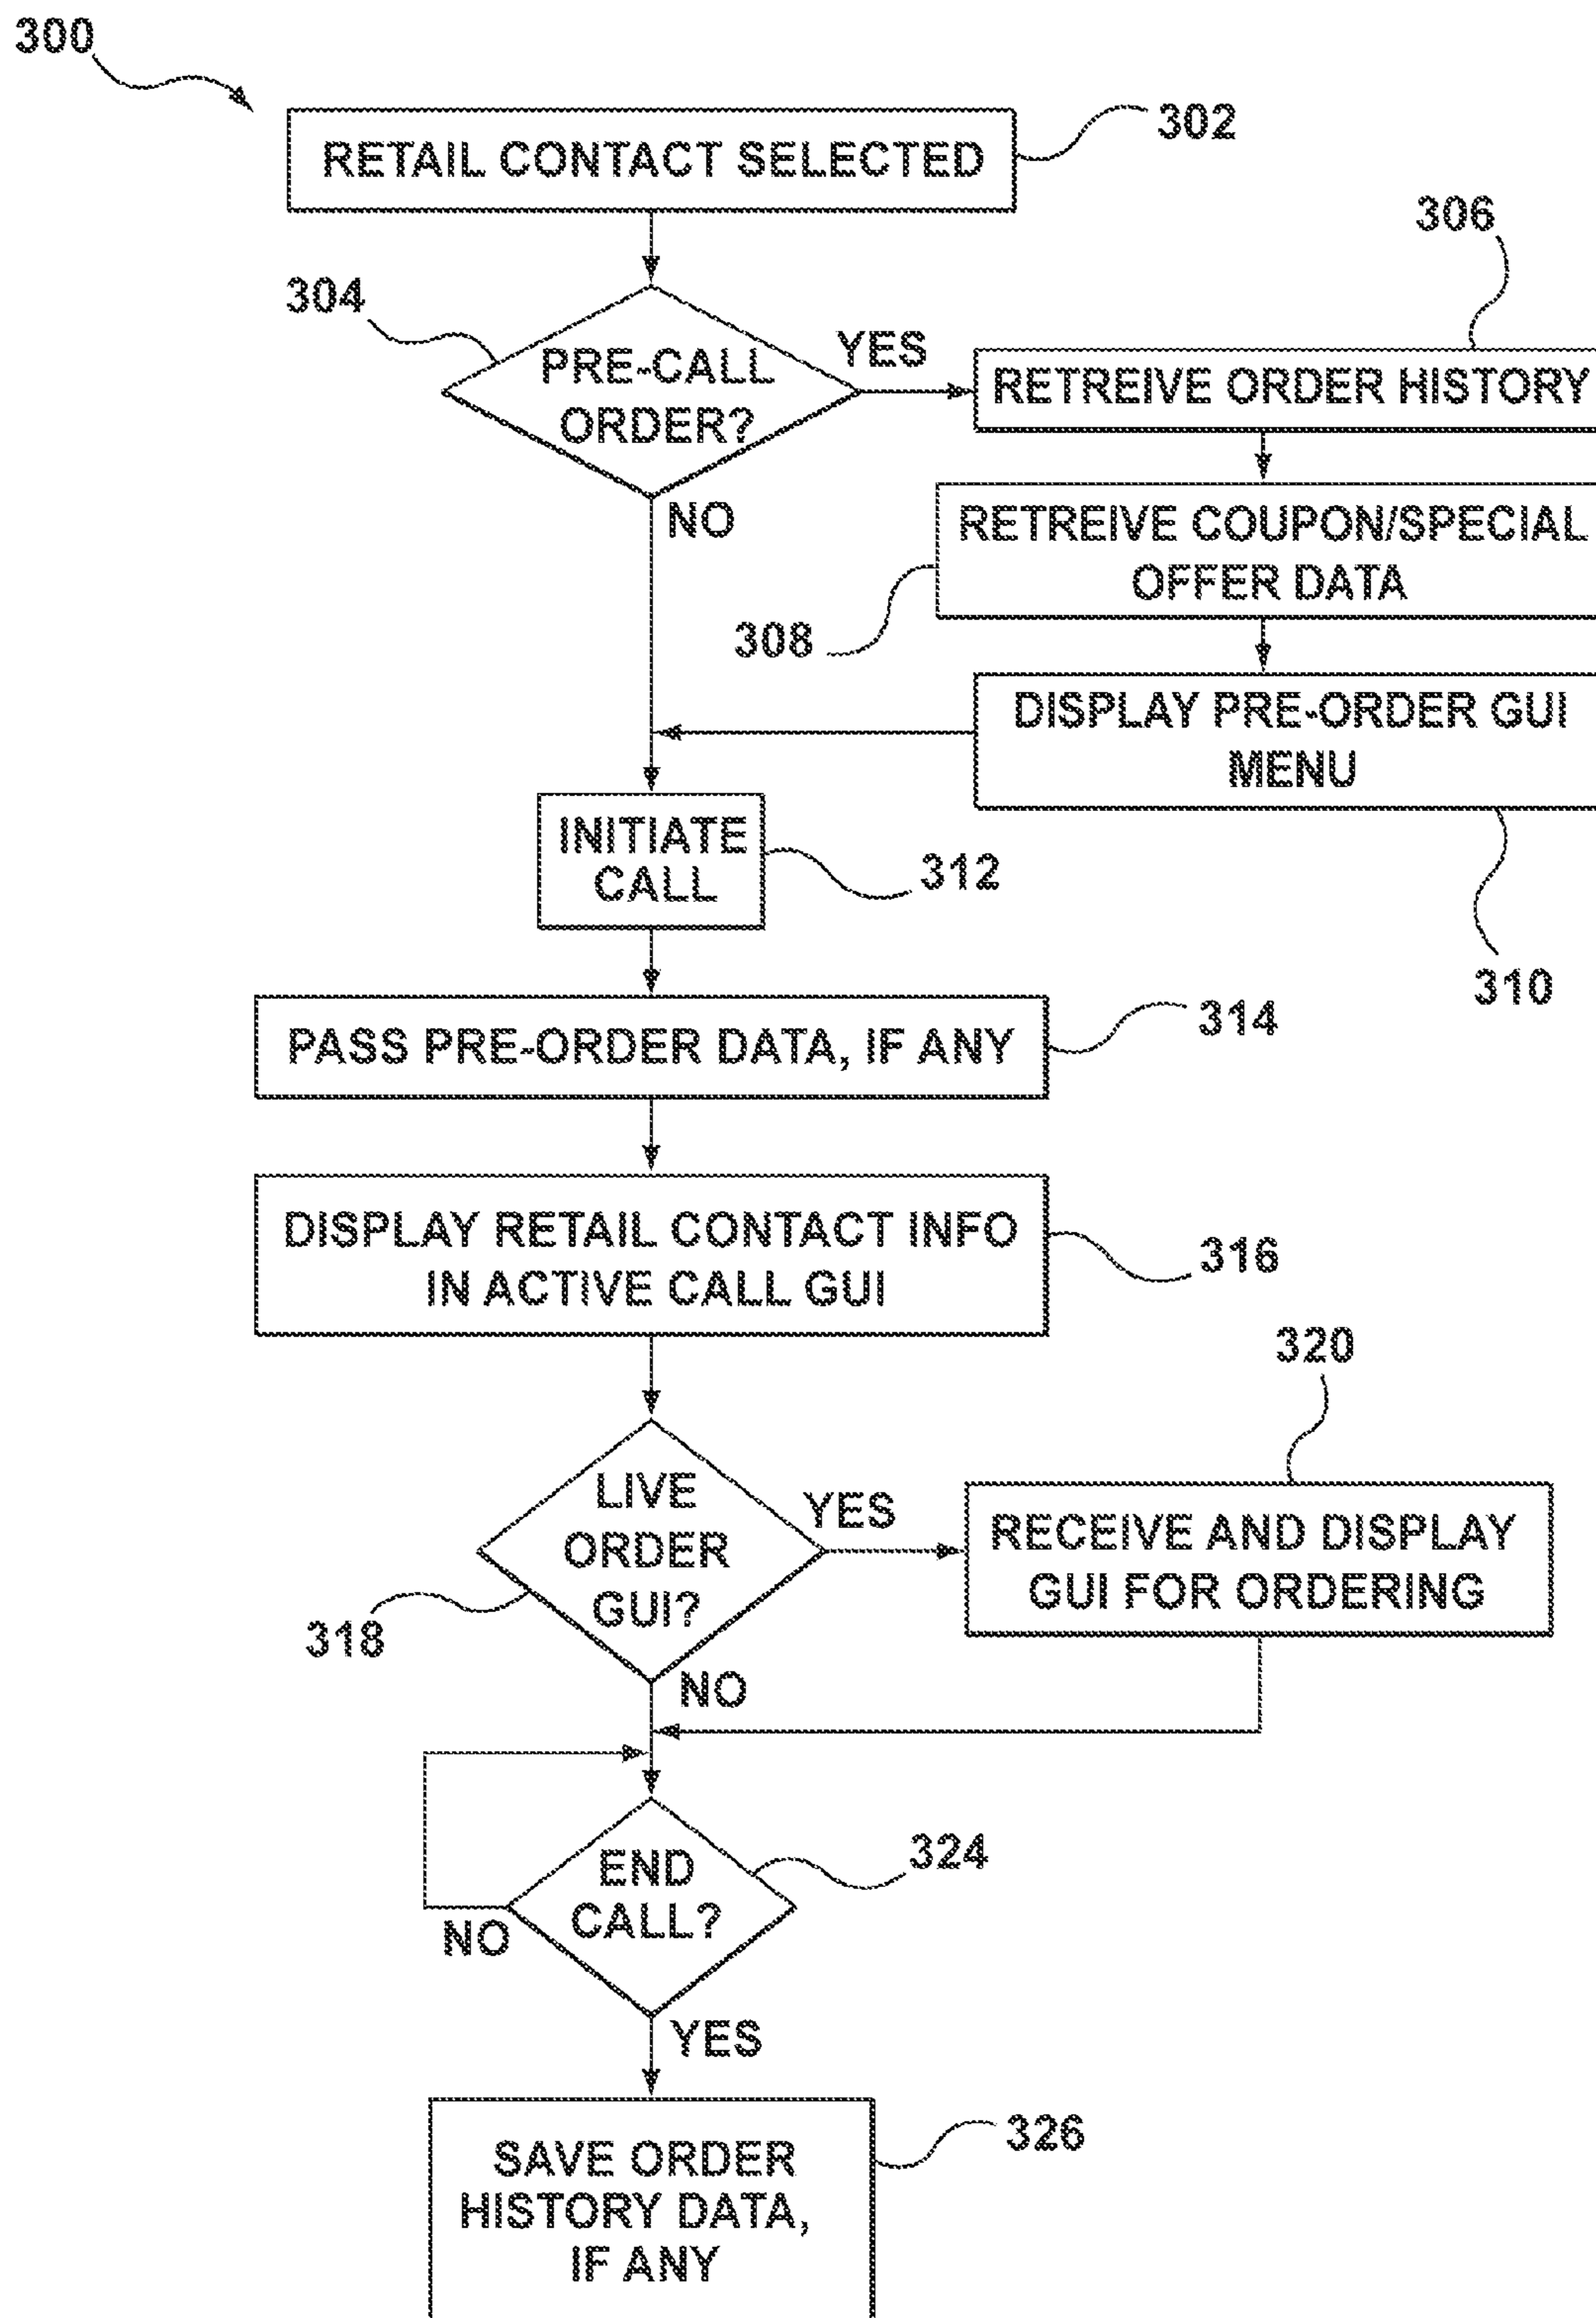 300
RETAIL CONTACT SELECTED
302
304
PRE-CALL
ORDER?
YES
NO
306
RETREIVE ORDER HISTORY
RETREIVE COUPON/SPECIAL
OFFER DATA
308
DISPLAY PRE-ORDER GUI
MENU
310
INITIATE
CALL
312
PASS PRE-ORDER DATA, IF ANY
314
DISPLAY RETAIL CONTACT INFO
IN ACTIVE CALL GUI
316
LIVE
ORDER
GUI?
318
YES
NO
320
RECEIVE AND DISPLAY
GUI FOR ORDERING
END
CALL?
324
NO
YES
SAVE ORDER
HISTORY DATA,
IF ANY
326